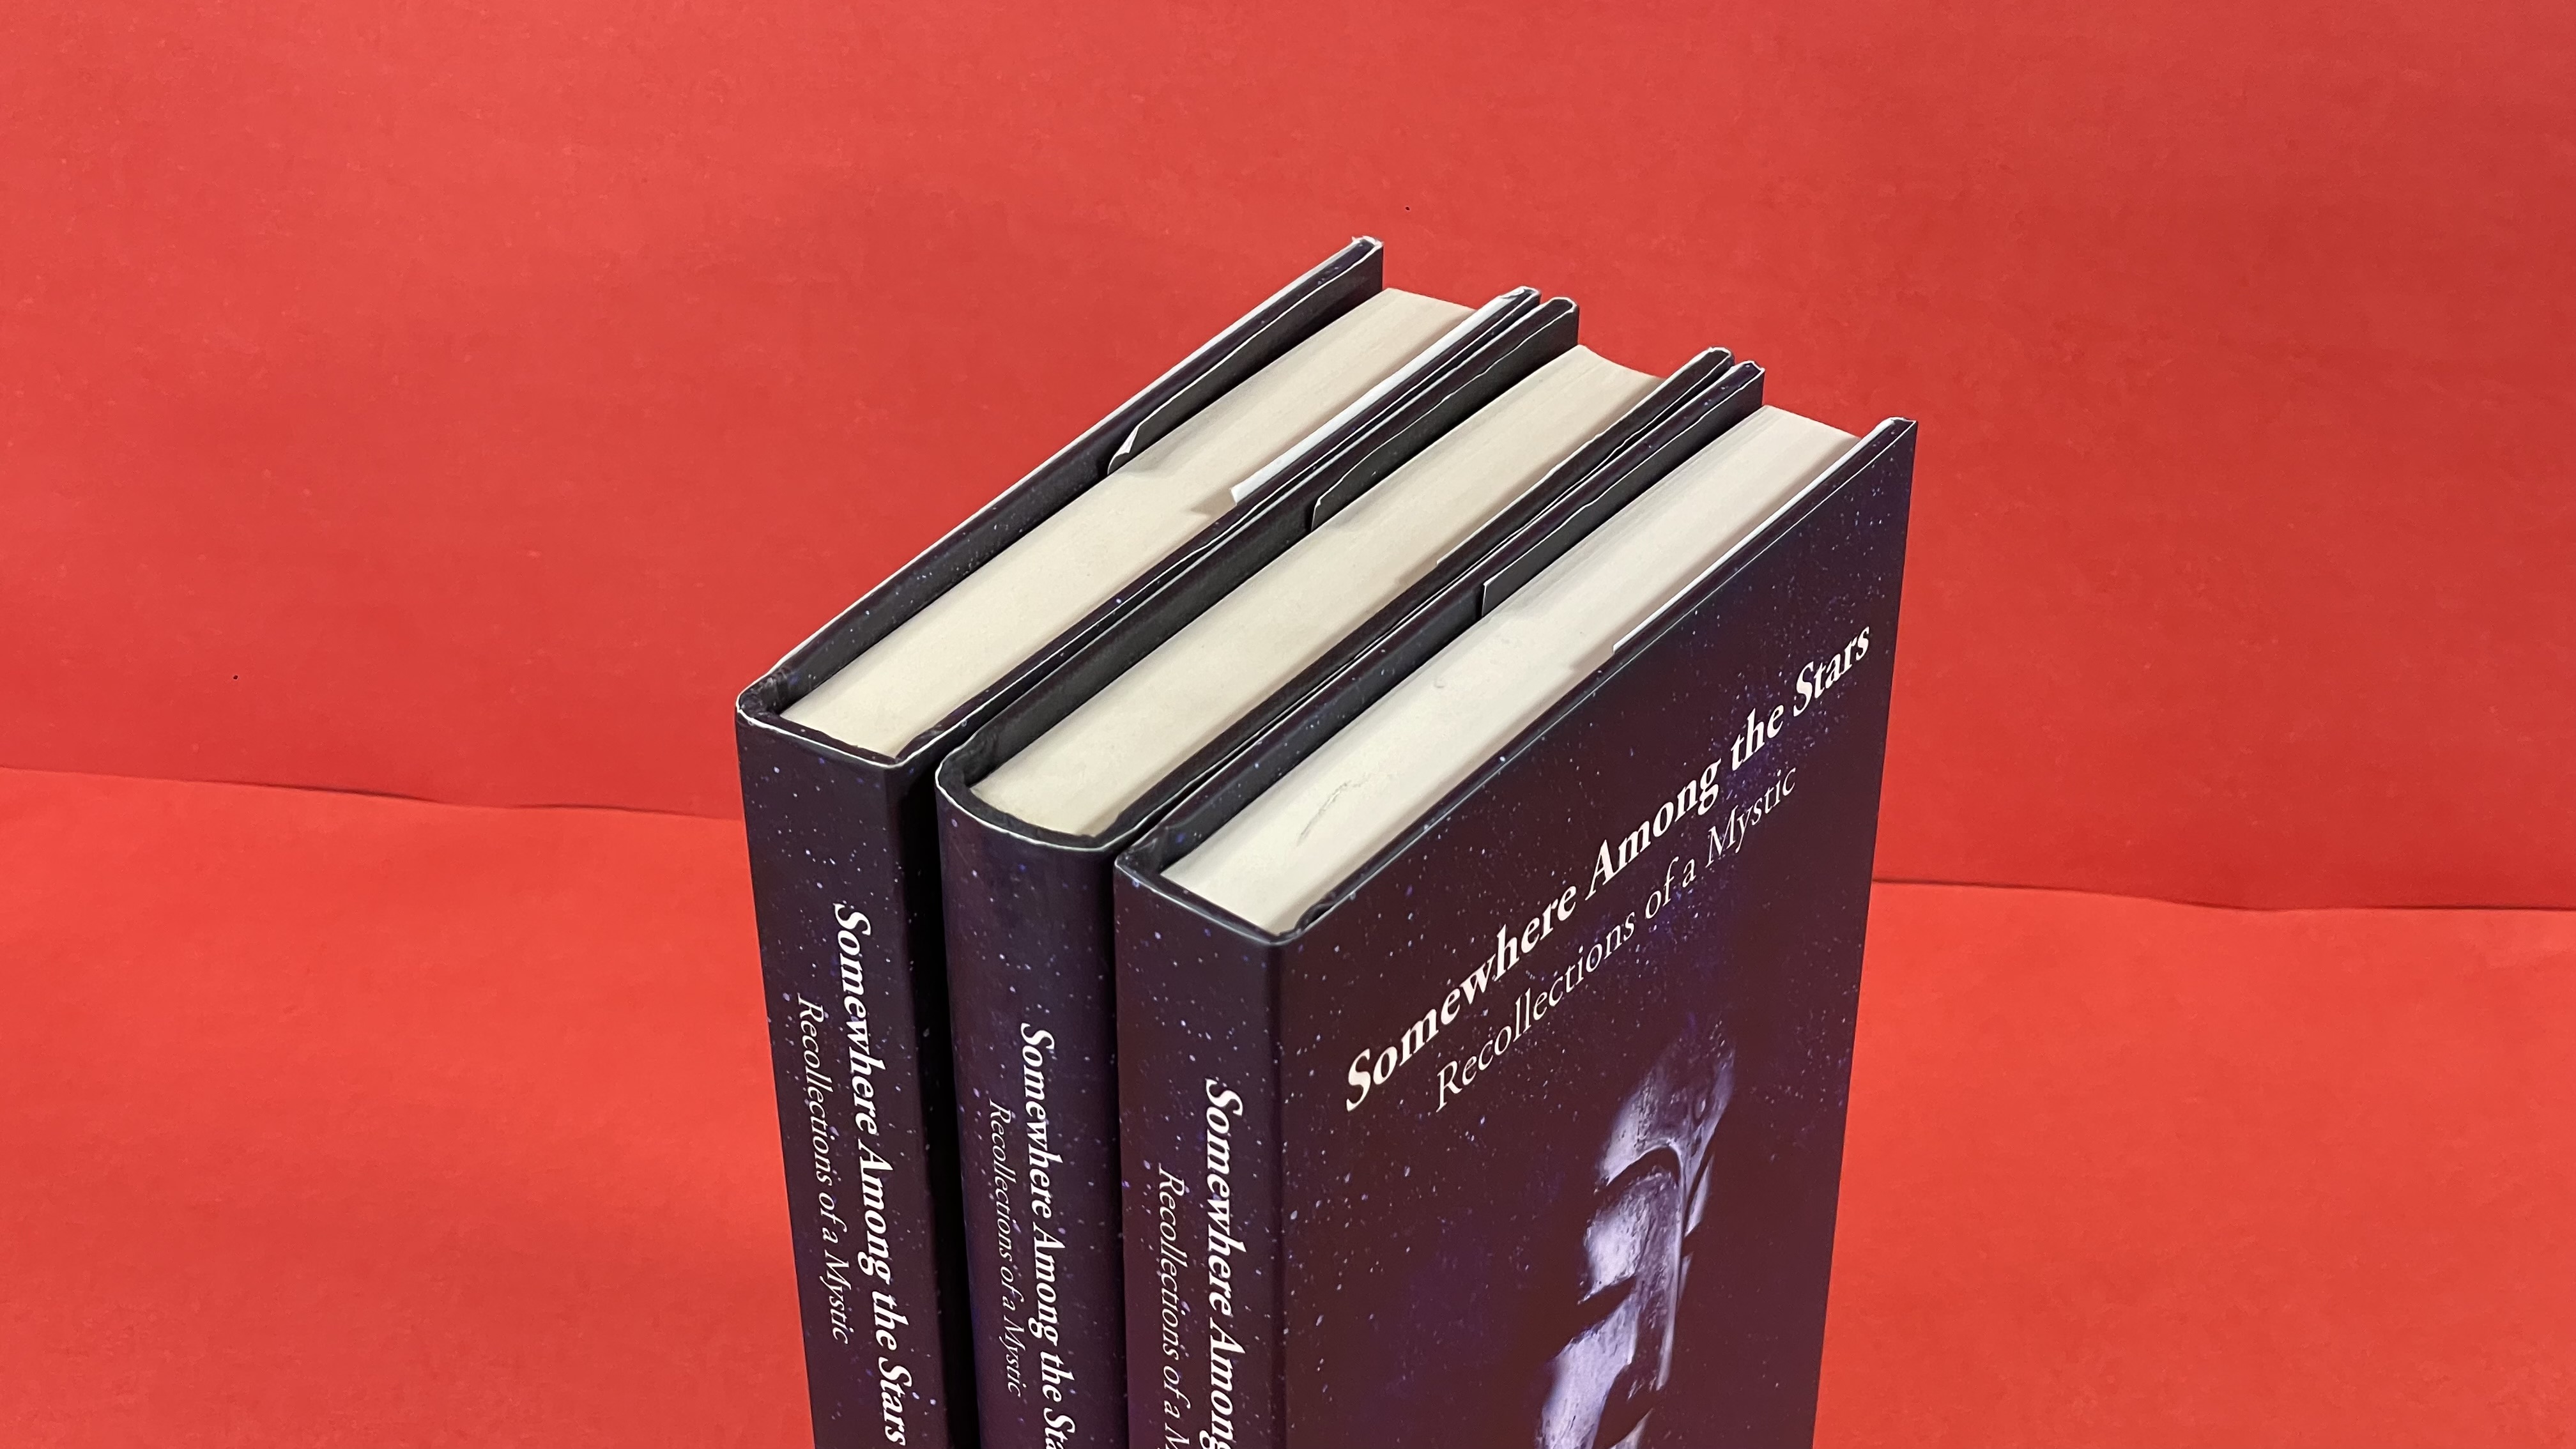 Somewhere Among the Stars
Recollections of a Mystic
Somewhere Among the Stars
Recollections of a Mystic
Somewhere Among
Recollections of a
Somewhere Among the Stars
Recollections of a Mystic